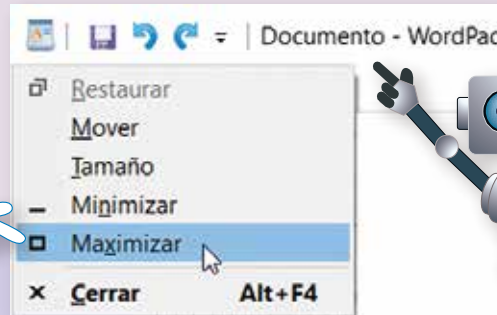 Documento - WordPad
Restaurar
Mover
Tamaño
Minimizar
Maximizar
Cerrar Alt+F4